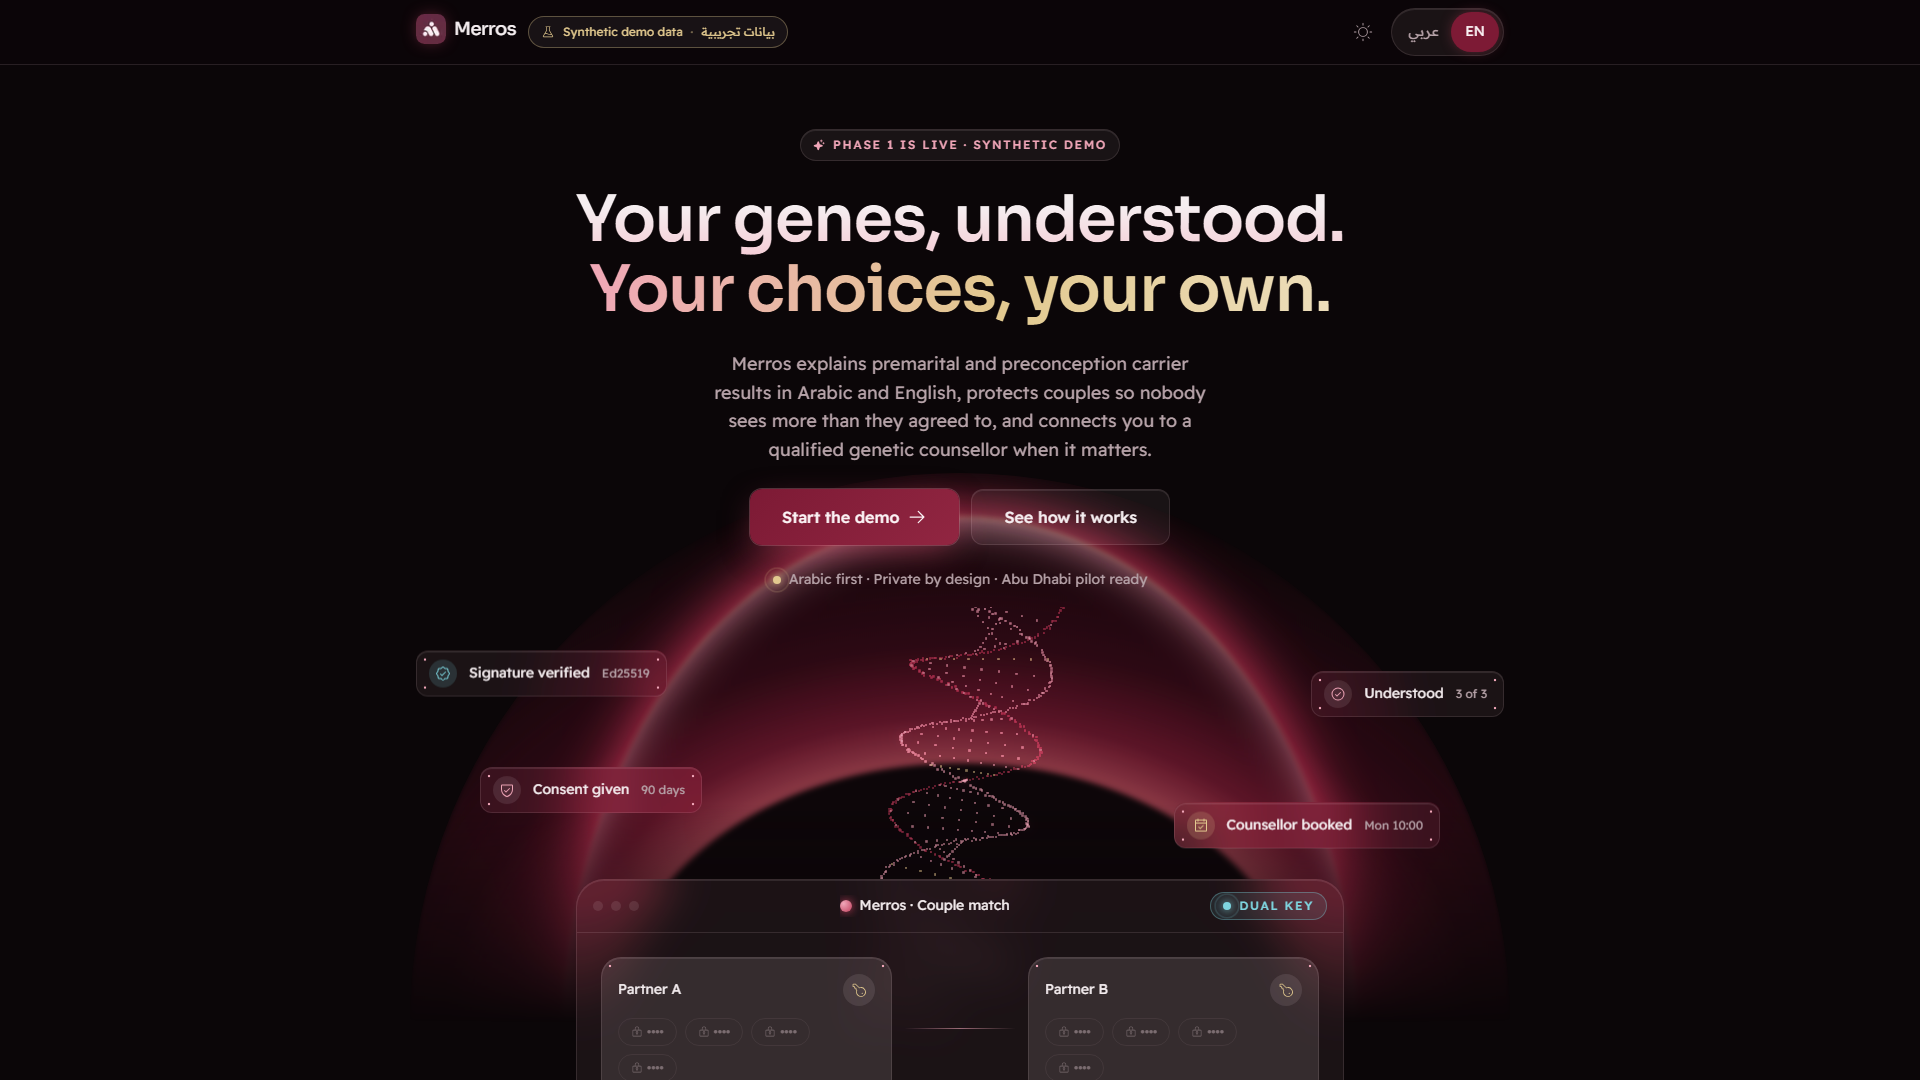 Merros
Synthetic demo data · بيانات تجريبية
عربي
EN
PHASE 1 IS LIVE · SYNTHETIC DEMO
Your genes, understood.
Your choices, your own.
Merros explains premarital and preconception carrier
results in Arabic and English, protects couples so nobody
sees more than they agreed to, and connects you to a
qualified genetic counsellor when it matters.
Start the demo →
See how it works
Arabic first · Private by design · Abu Dhabi pilot ready
Signature verified Ed25519
Understood 3 of 3
Consent given 90 days
Counsellor booked Mon 10:00
Merros · Couple match
DUAL KEY
Partner A
Partner B